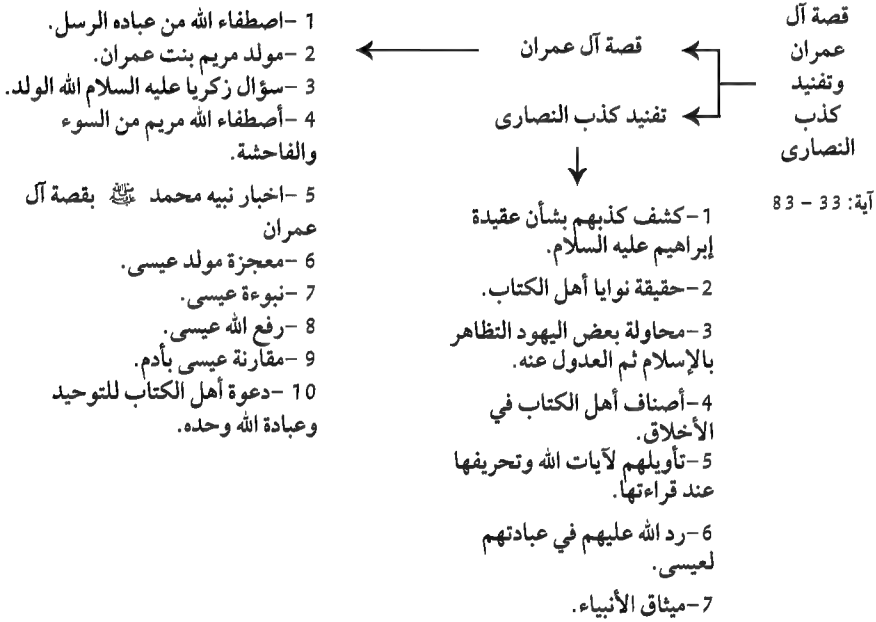 قصة آل
عمران
وتفنيد
كذب
النصارى
آية: 33 – 83
قصة آل عمران
1 –اصطفاء الله من عباده الرسل.
2 –مولد مريم بنت عمران.
3 –سؤال زكريا عليه السلام الله الولد.
4 –أصطفاء الله مريم من السوء
والفاحشة.
5 –اخبار نبيه محمد ﷺ بقصة آل
عمران
6 –معجزة مولد عيسى.
7 –نبوءة عيسى.
8 –رفع الله عيسى.
9 –مقارنة عيسى بأدم.
10 –دعوة أهل الكتاب للتوحيد
وعبادة الله وحده.
تفنيد كذب النصارى
1–كشف كذبهم بشأن عقيدة
إبراهيم عليه السلام.
2–حقيقة نوايا أهل الكتاب.
3–محاولة بعض اليهود التظاهر
بالإسلام ثم العدول عنه.
4–أصناف أهل الكتاب في
الأخلاق.
5–تأويلهم لآيات الله وتحريفها
عند قراءتها.
6–رد الله عليهم في عبادتهم
لعيسى.
7–ميثاق الأنبياء.